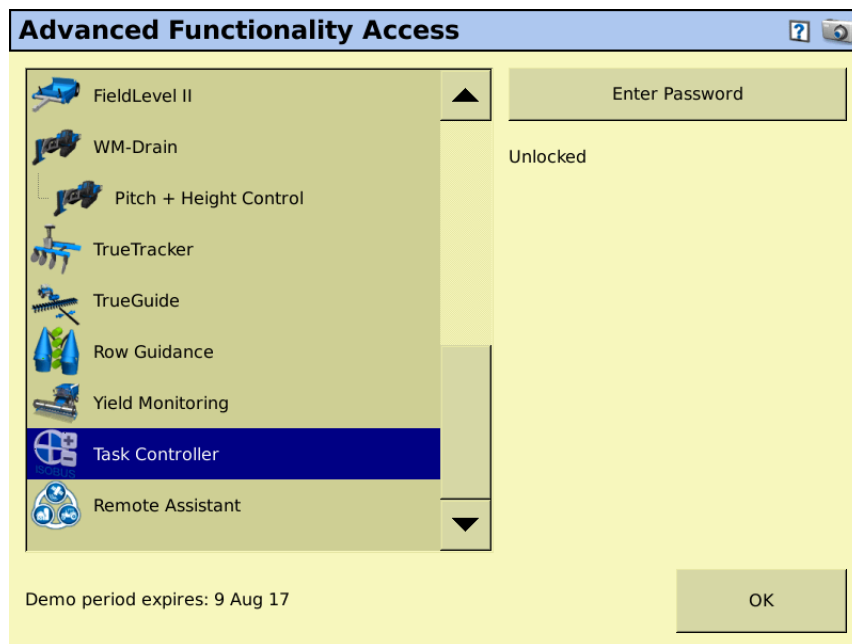 Advanced Functionality Access
FieldLevel II
Enter Password
WM-Drain
Unlocked
Pitch + Height Control
TrueTracker
TrueGuide
Row Guidance
Yield Monitoring
Task Controller
ISOBUS
Remote Assistant
Demo period expires: 9 Aug 17
OK